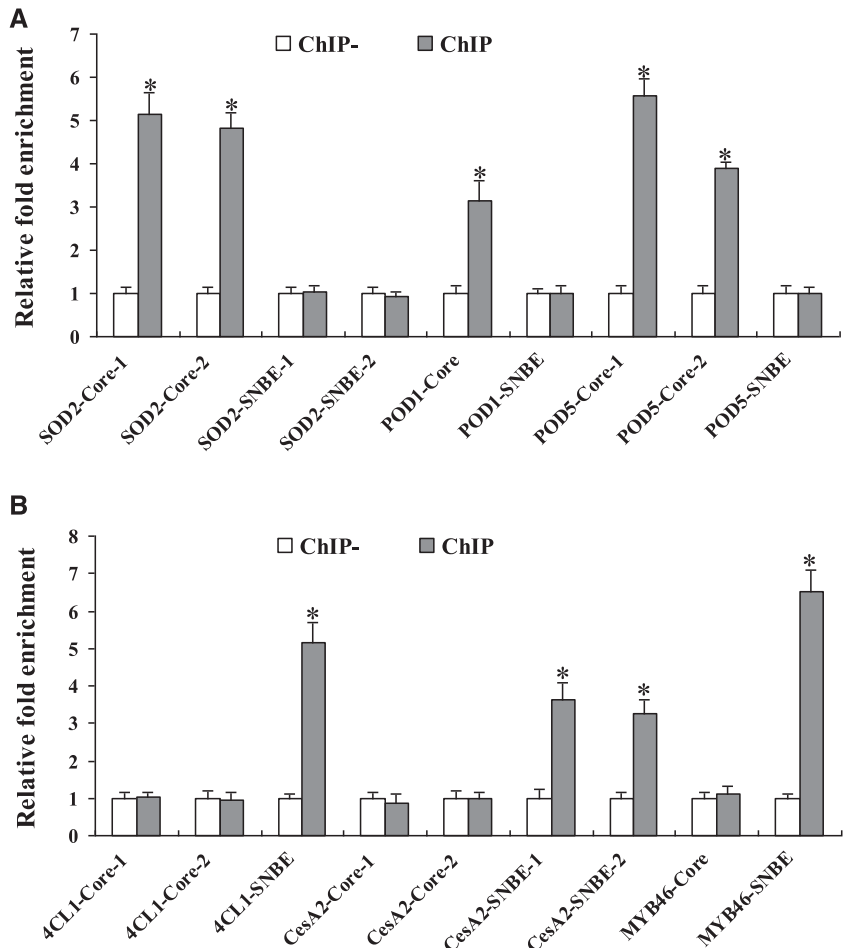 A
Relative fold enrichment
7
6
5
4
3
2
1
0
ChIP-
ChIP
*
*
*
*
*
SOD2-Core-1
SOD2-Core-2
SOD2-SNBE-1
SOD2-SNBE-2
POD1-Core
POD1-SNBE
POD5-Core-1
POD5-Core-2
POD5-SNBE
B
Relative fold enrichment
8
7
6
5
4
3
2
1
0
ChIP-
ChIP
*
*
*
*
4CL1-Core-1
4CL1-Core-2
4CL1-SNBE
CesA2-Core-1
CesA2-Core-2
CesA2-SNBE-1
CesA2-SNBE-2
MYB46-Core
MYB46-SNBE